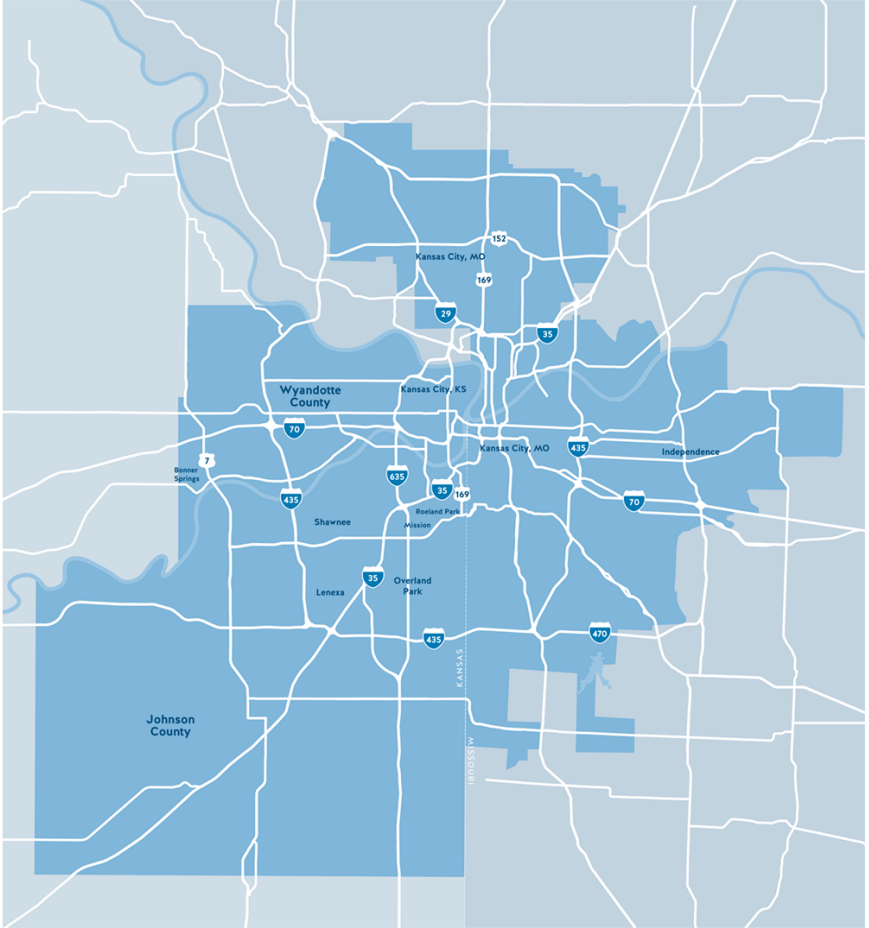 152
Kansas City, MO
169
29
35
Wyandotte
County
Kansas City, KS
70
Kansas City, MO
435
Independence
7
Bonner
Springs
635
35
169
435
70
Roeland Park
Shawnee
Mission
35
Overland
Park
Lenexa
470
435
KANSAS
Johnson
County
MISSOURI